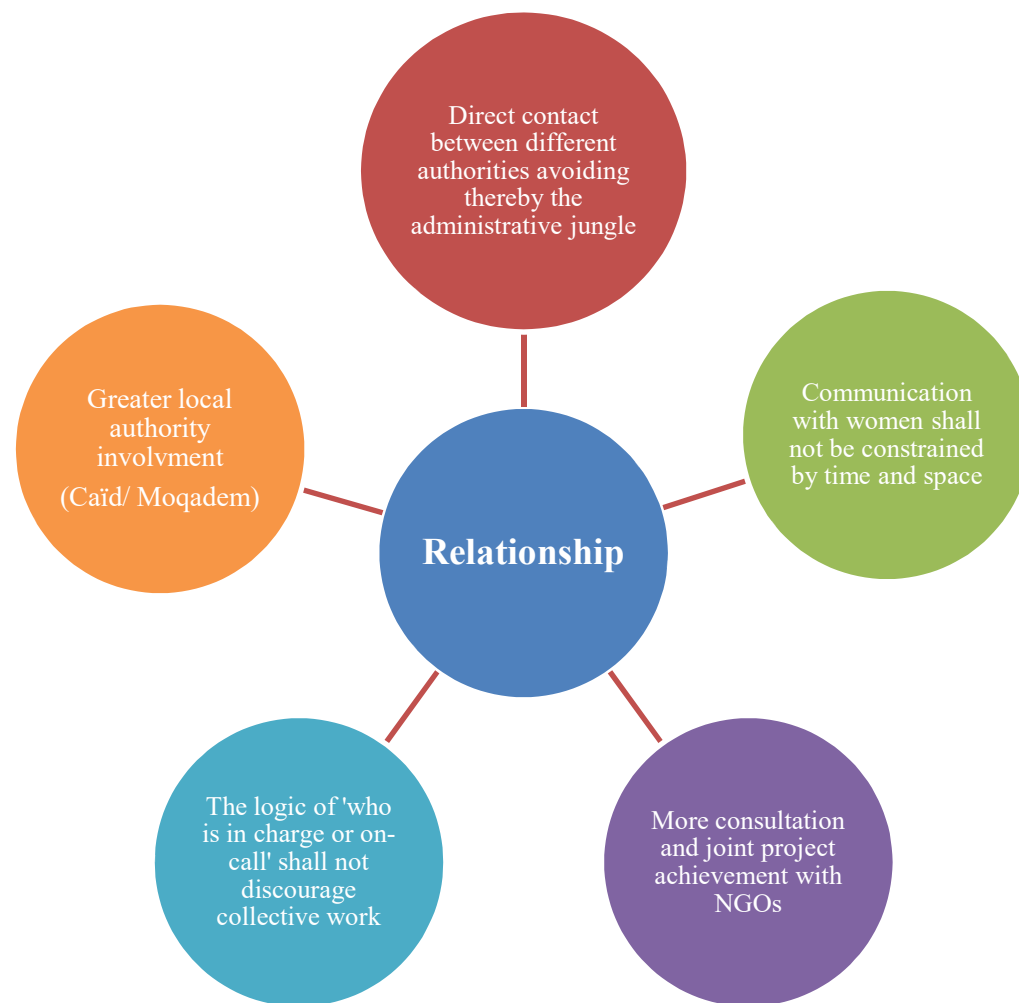 Direct contact
between different
authorities avoiding
thereby the
administrative jungle
Greater local
authority
involvment
(Caïd/ Moqadem)
Communication
with women shall
not be constrained
by time and space
Relationship
The logic of 'who
is in charge or on-
call' shall not
discourage
collective work
More consultation
and joint project
achievement with
NGOs